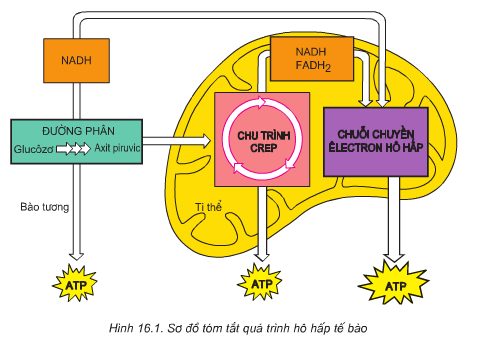 NADH
NADH
FADH2
ĐƯỜNG PHÂN
Glucôzơ Axit piruvic
CHU TRÌNH
CREP
CHUỖI CHUYỀN
ÊLECTRON HÔ HẤP
Bào tương
Ti thể
ATP
ATP
ATP
Hình 16.1. Sơ đồ tóm tắt quá trình hô hấp tế bào